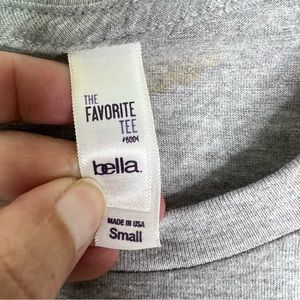 THE
FAVORITE
TEE
#6004
bella.
MADE IN USA
Small